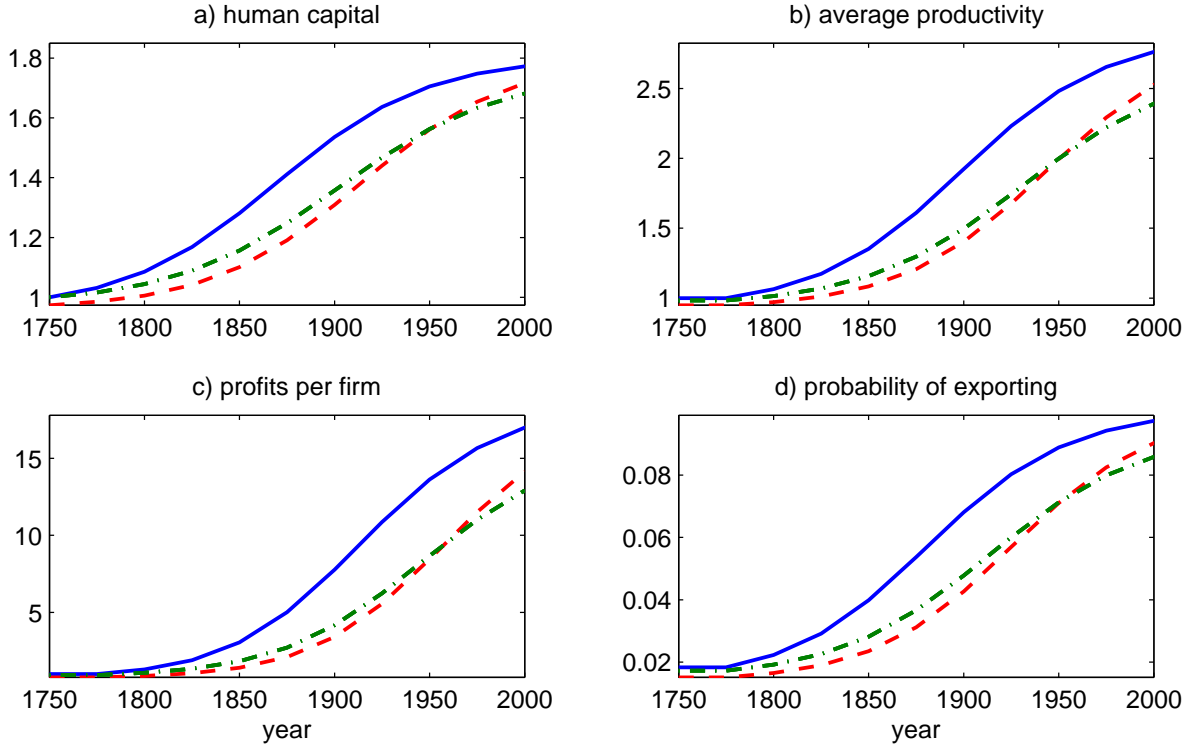 a) human capital
b) average productivity
1.8
1.6
1.4
1.2
1
1750 1800 1850 1900 1950 2000
2.5
2
1.5
1
1750 1800 1850 1900 1950 2000
c) profits per firm
d) probability of exporting
15
10
5
1750 1800 1850 1900 1950 2000
year
0.08
0.06
0.04
0.02
1750 1800 1850 1900 1950 2000
year